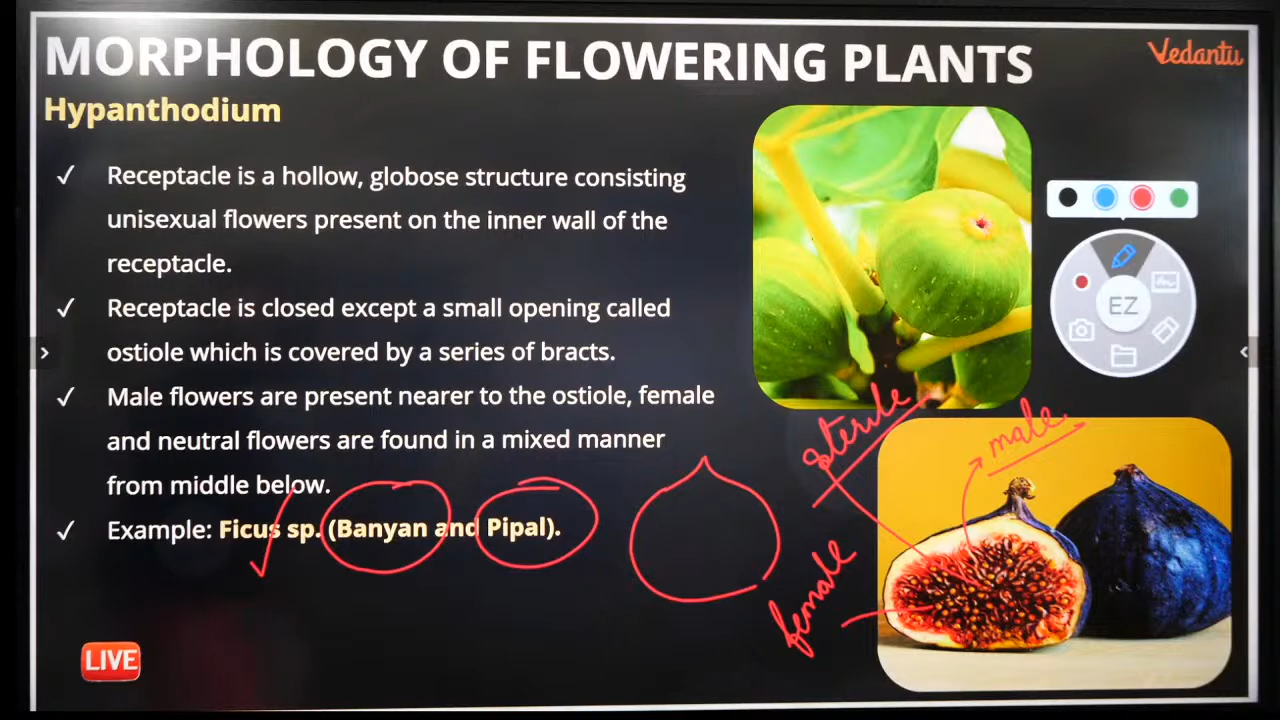 MORPHOLOGY OF FLOWERING PLANTS
Vedantu
Hypanthodium
✓ Receptacle is a hollow, globose structure consisting
unisexual flowers present on the inner wall of the
receptacle.
✓ Receptacle is closed except a small opening called
ostiole which is covered by a series of bracts.
✓ Male flowers are present nearer to the ostiole, female
and neutral flowers are found in a mixed manner
from middle below.
✓ Example: Ficus sp. (Banyan and Pipal).
EZ
sterile
male
female
LIVE